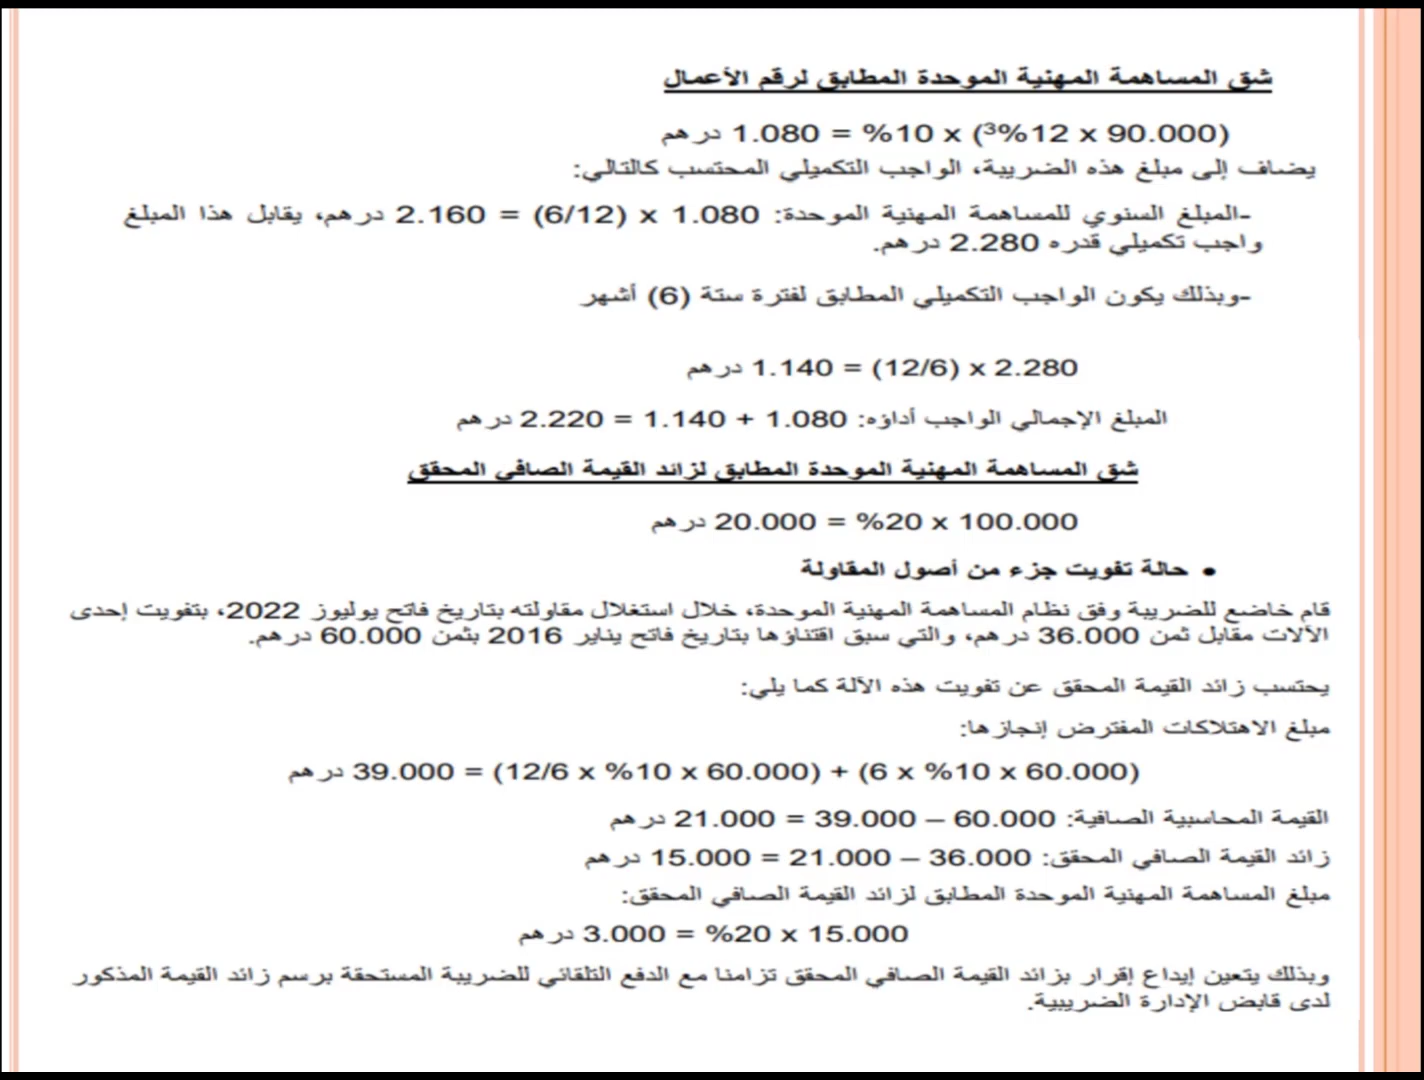 شق المساهمة المهنية الموحدة المطابق لرقم الأعمال
(90.000 x 12%³) x 10% = 1.080 درهم
يضاف إلى مبلغ هذه الضريبة، الواجب التكميلي المحتسب كالتالي:
-المبلغ السنوي للمساهمة المهنية الموحدة: 1.080 x (6/12) = 2.160 درهم، يقابل هذا المبلغ
واجب تكميلي قدره 2.280 درهم.
-وبذلك يكون الواجب التكميلي المطابق لفترة ستة (6) أشهر
2.280 x (12/6) = 1.140 درهم
المبلغ الإجمالي الواجب أداؤه: 1.080 + 1.140 = 2.220 درهم
شق المساهمة المهنية الموحدة المطابق لزائد القيمة الصافي المحقق
100.000 x 20% = 20.000 درهم
• حالة تفويت جزء من أصول المقاولة
قام خاضع للضريبة وفق نظام المساهمة المهنية الموحدة، خلال استغلال مقاولته بتاريخ فاتح يوليوز 2022، بتفويت إحدى
الآلات مقابل ثمن 36.000 درهم، والتي سبق اقتناؤها بتاريخ فاتح يناير 2016 بثمن 60.000 درهم.
يحتسب زائد القيمة المحقق عن تفويت هذه الآلة كما يلي:
مبلغ الاهتلاكات المفترض إنجازها:
(60.000 x 10% x 6) + (60.000 x 10% x 12/6) = 39.000 درهم
القيمة المحاسبية الصافية: 60.000 – 39.000 = 21.000 درهم
زائد القيمة الصافي المحقق: 36.000 – 21.000 = 15.000 درهم
مبلغ المساهمة المهنية الموحدة المطابق لزائد القيمة الصافي المحقق:
15.000 x 20% = 3.000 درهم
وبذلك يتعين إيداع إقرار بزائد القيمة الصافي المحقق تزامنا مع الدفع التلقائي للضريبة المستحقة برسم زائد القيمة المذكور
لدى قابض الإدارة الضريبية.